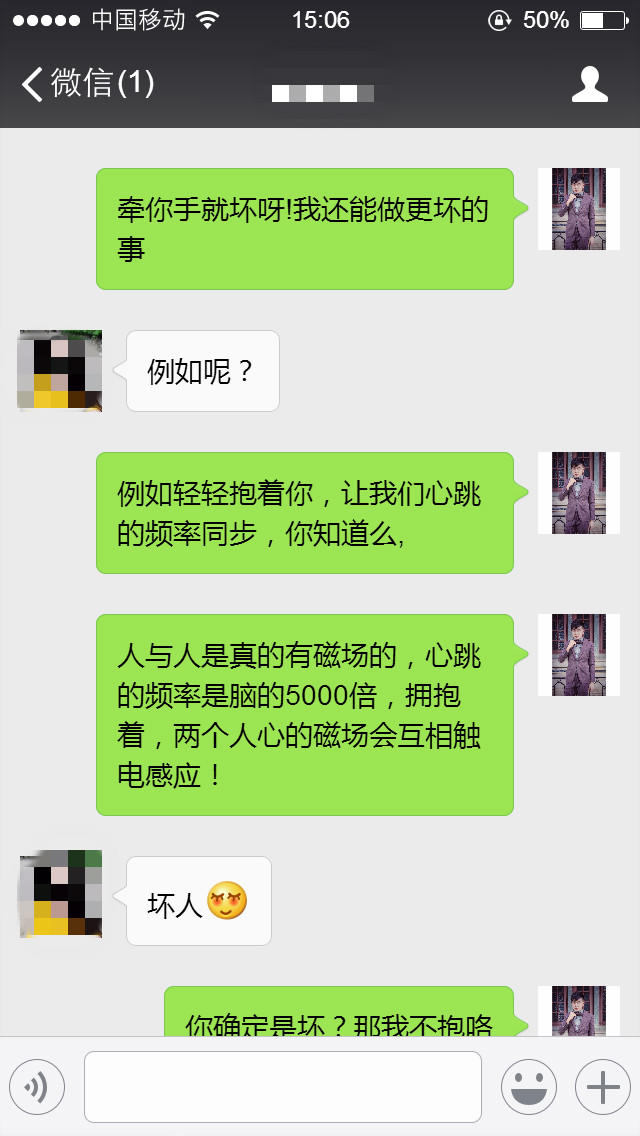 中国移动
15:06
50%
微信(1)
牵你手就坏呀!我还能做更坏的
事
例如呢？
例如轻轻抱着你，让我们心跳
的频率同步，你知道么,
人与人是真的有磁场的，心跳
的频率是脑的5000倍，拥抱
着，两个人心的磁场会互相触
电感应！
坏人
你确定是坏？那我不抱咯